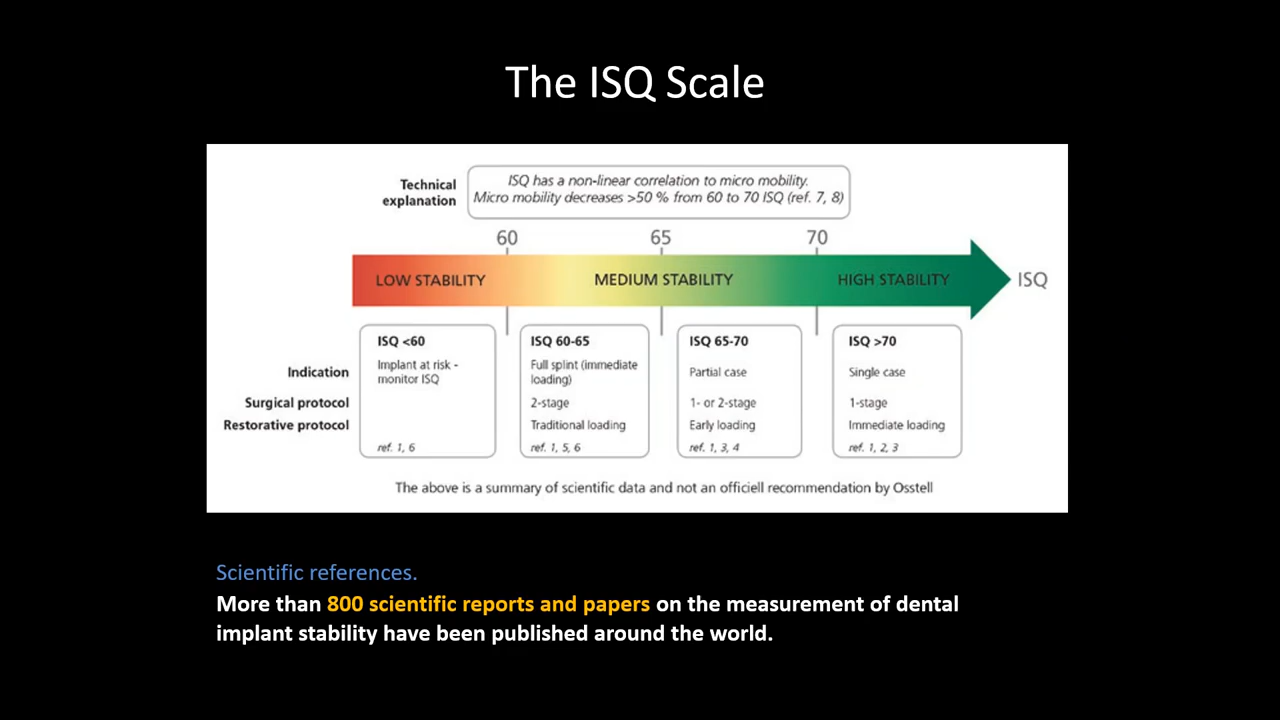 The ISQ Scale
Technical
explanation
ISQ has a non-linear correlation to micro mobility.
Micro mobility decreases >50 % from 60 to 70 ISQ (ref. 7, 8)
60
65
70
LOW STABILITY
MEDIUM STABILITY
HIGH STABILITY
ISQ
ISQ <60
ISQ 60-65
ISQ 65-70
ISQ >70
Indication
Implant at risk -
monitor ISQ
Full splint (immediate
loading)
Partial case
Single case
Surgical protocol
2-stage
1- or 2-stage
1-stage
Restorative protocol
Traditional loading
Early loading
Immediate loading
ref. 1, 6
ref. 1, 5, 6
ref. 1, 3, 4
ref. 1, 2, 3
The above is a summary of scientific data and not an officiell recommendation by Osstell
Scientific references.
More than 800 scientific reports and papers on the measurement of dental
implant stability have been published around the world.